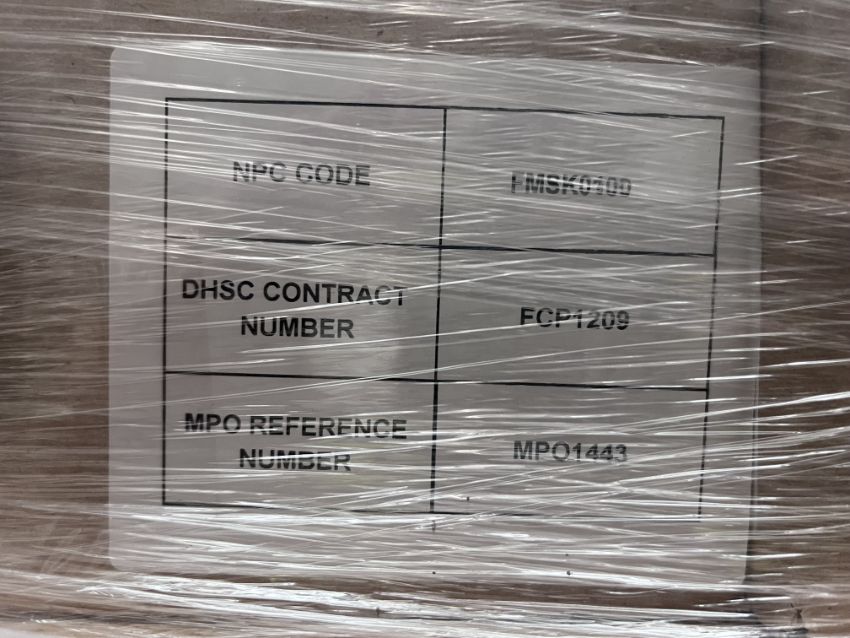 NPC CODE
DHSC CONTRACT
NUMBER
FCP1209
MPO REFERENCE
NUMBER
MPO1443